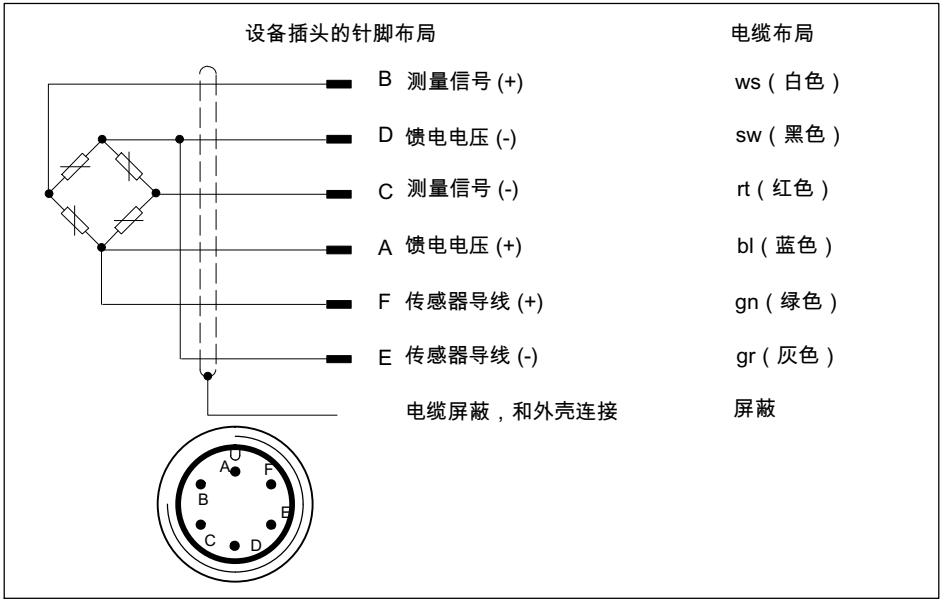 设备插头的针脚布局 电缆布局
B 测量信号 (+) ws（白色）
D 馈电电压 (-) sw（黑色）
C 测量信号 (-) rt（红色）
A 馈电电压 (+) bl（蓝色）
F 传感器导线 (+) gn（绿色）
E 传感器导线 (-) gr（灰色）
电缆屏蔽，和外壳连接 屏蔽
A F
B
E
C D